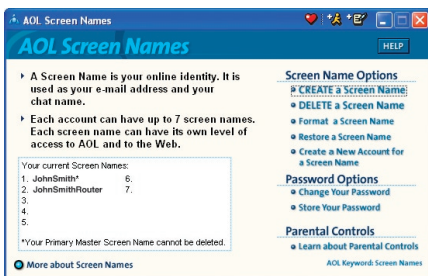 AOL Screen Names
AOL Screen Names
HELP
A Screen Name is your online identity. It is
used as your e-mail address and your
chat name.
Each account can have up to 7 screen names.
Each screen name can have its own level of
access to AOL and to the Web.
Your current Screen Names:
1. JohnSmith* 6.
2. JohnSmithRouter 7.
3.
4.
5.
*Your Primary Master Screen Name cannot be deleted.
More about Screen Names
Screen Name Options
CREATE a Screen Name
DELETE a Screen Name
Format a Screen Name
Restore a Screen Name
Create a New Account for
a Screen Name
Password Options
Change Your Password
Store Your Password
Parental Controls
Learn about Parental Controls
AOL Keyword: Screen Names